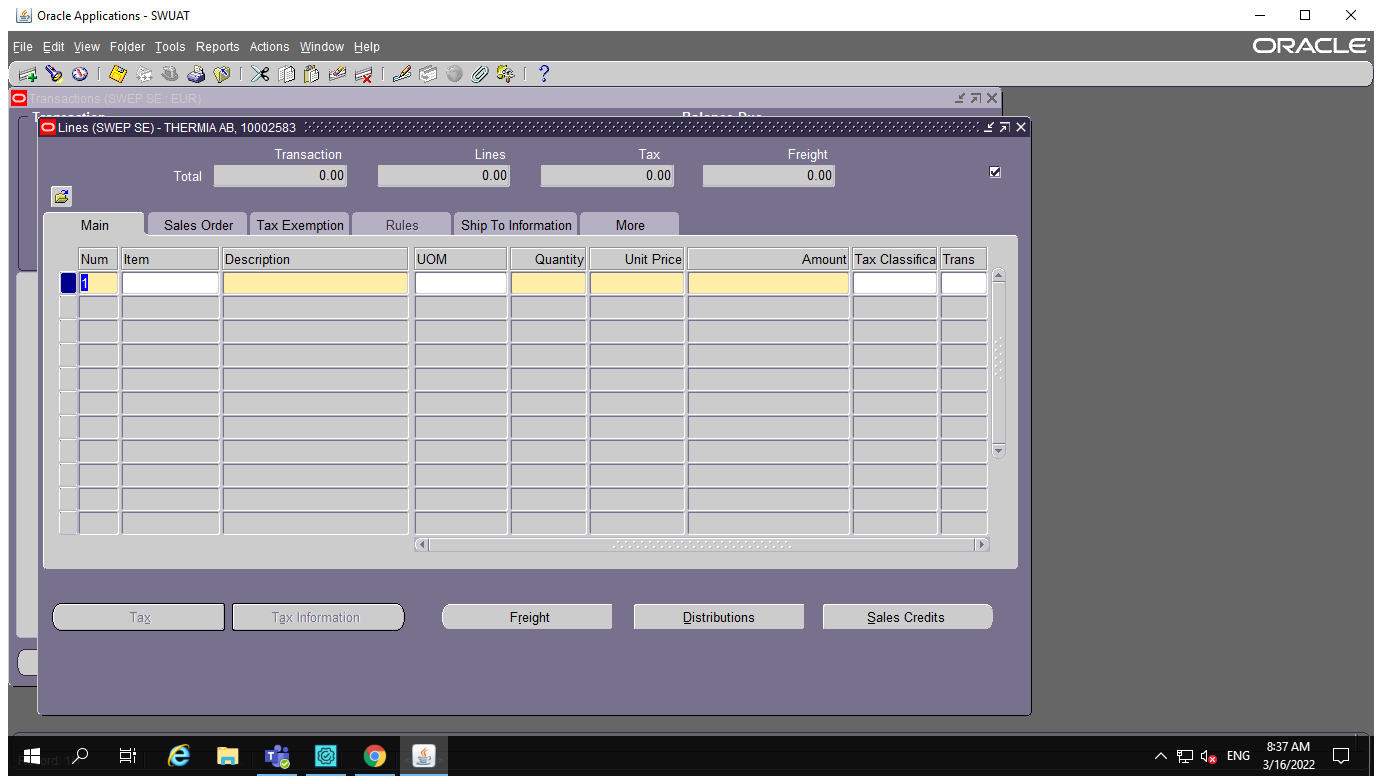 Oracle Applications - SWUAT
File Edit View Folder Tools Reports Actions Window Help
ORACLE
Transactions (SWEP SE : EUR)
Transaction Balance Due
Lines (SWEP SE) - THERMIA AB, 10002583
Transaction Lines Tax Freight
Total 0.00 0.00 0.00 0.00
Main Sales Order Tax Exemption Rules Ship To Information More
Num Item Description UOM Quantity Unit Price Amount Tax Classifica Trans
1
Tax Tax Information Freight Distributions Sales Credits
ENG
8:37 AM
3/16/2022